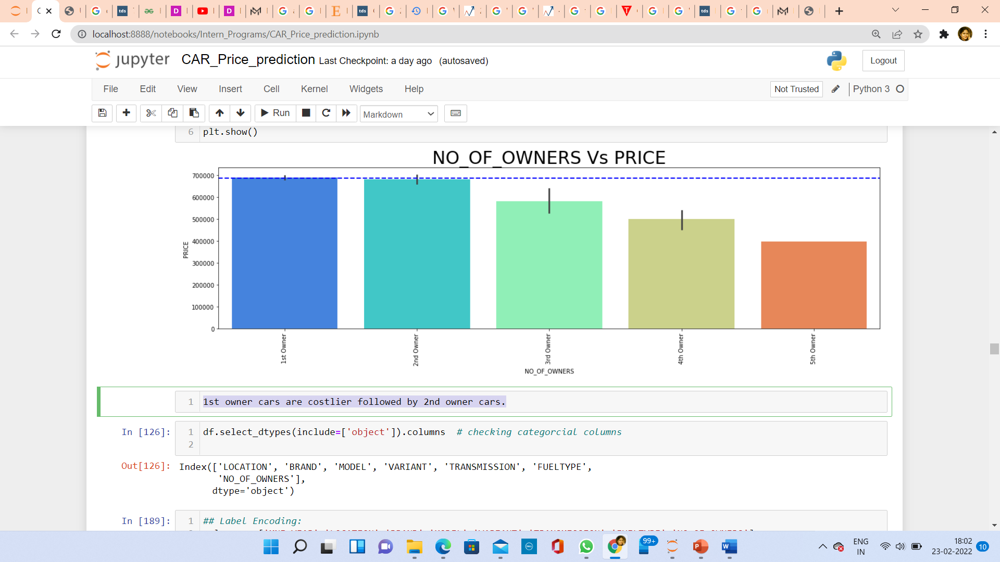 localhost:8888/notebooks/Intern_Programs/CAR_Price_prediction.ipynb
jupyter CAR_Price_prediction Last Checkpoint: a day ago (autosaved)
Logout
File Edit View Insert Cell Kernel Widgets Help
Not Trusted
Python 3
Run
Markdown
6 plt.show()
NO_OF_OWNERS Vs PRICE
700000
600000
500000
400000
300000
200000
100000
0
PRICE
1st Owner
2nd Owner
3rd Owner
4th Owner
5th Owner
NO_OF_OWNERS
1 1st owner cars are costlier followed by 2nd owner cars.
In [126]: 1 df.select_dtypes(include=['object']).columns # checking categorcial columns
2
Out[126]: Index(['LOCATION', 'BRAND', 'MODEL', 'VARIANT', 'TRANSMISSION', 'FUELTYPE',
'NO_OF_OWNERS'],
dtype='object')
In [189]: 1 ## Label Encoding:
99+
ENG
IN
18:02
23-02-2022
10